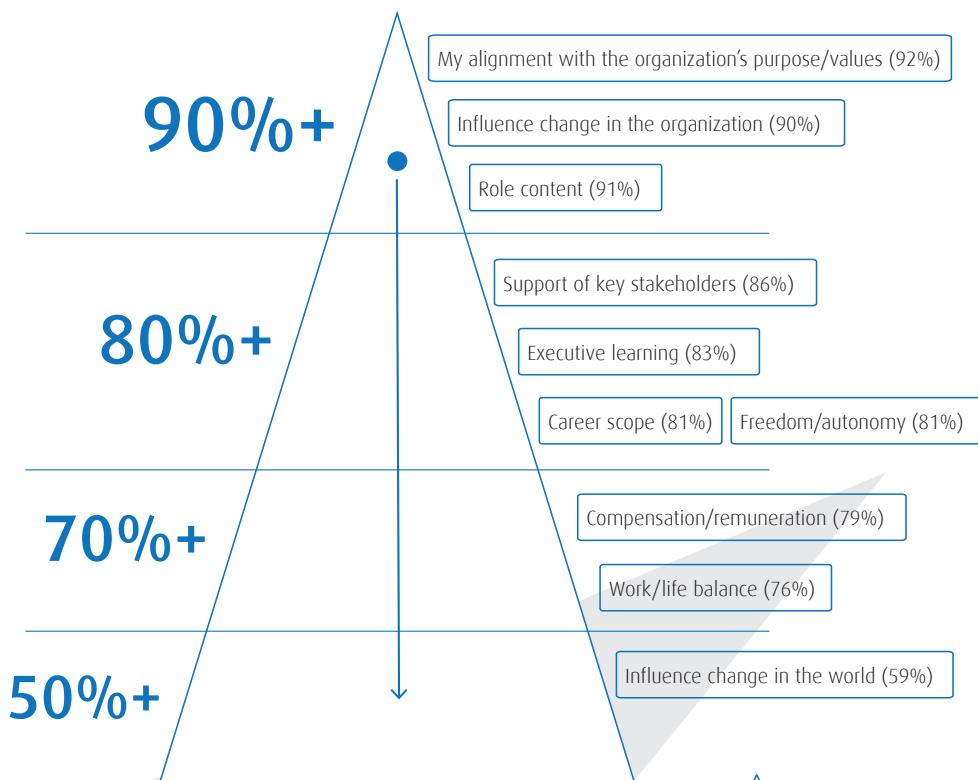 90%+
My alignment with the organization's purpose/values (92%)
Influence change in the organization (90%)
Role content (91%)
80%+
Support of key stakeholders (86%)
Executive learning (83%)
Career scope (81%)
Freedom/autonomy (81%)
70%+
Compensation/remuneration (79%)
Work/life balance (76%)
50%+
Influence change in the world (59%)